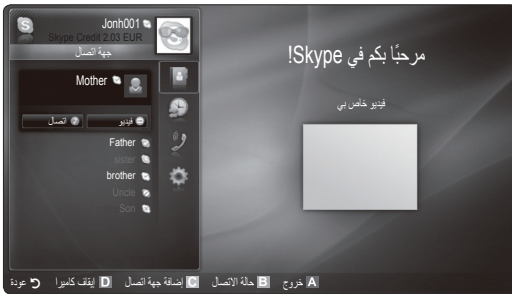 Jonh001
Skype Credit 2.03 EUR
جهة اتصال
Mother
فيديو
اتصال
Father
sister
brother
Uncle
Son
مرحبًا بكم في Skype!
فيديو خاص بي
A خروج B حالة الاتصال C إضافة جهة اتصال D إيقاف كاميرا عودة